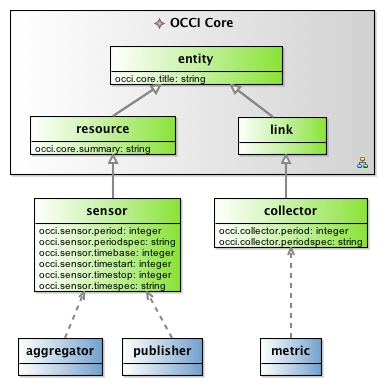 OCCI Core
entity
occi.core.title: string
resource
occi.core.summary: string
link
sensor
occi.sensor.period: integer
occi.sensor.periodspec: string
occi.sensor.timebase: integer
occi.sensor.timestart: integer
occi.sensor.timestop: integer
occi.sensor.timespec: string
collector
occi.collector.period: integer
occi.collector.periodspec: string
aggregator
publisher
metric